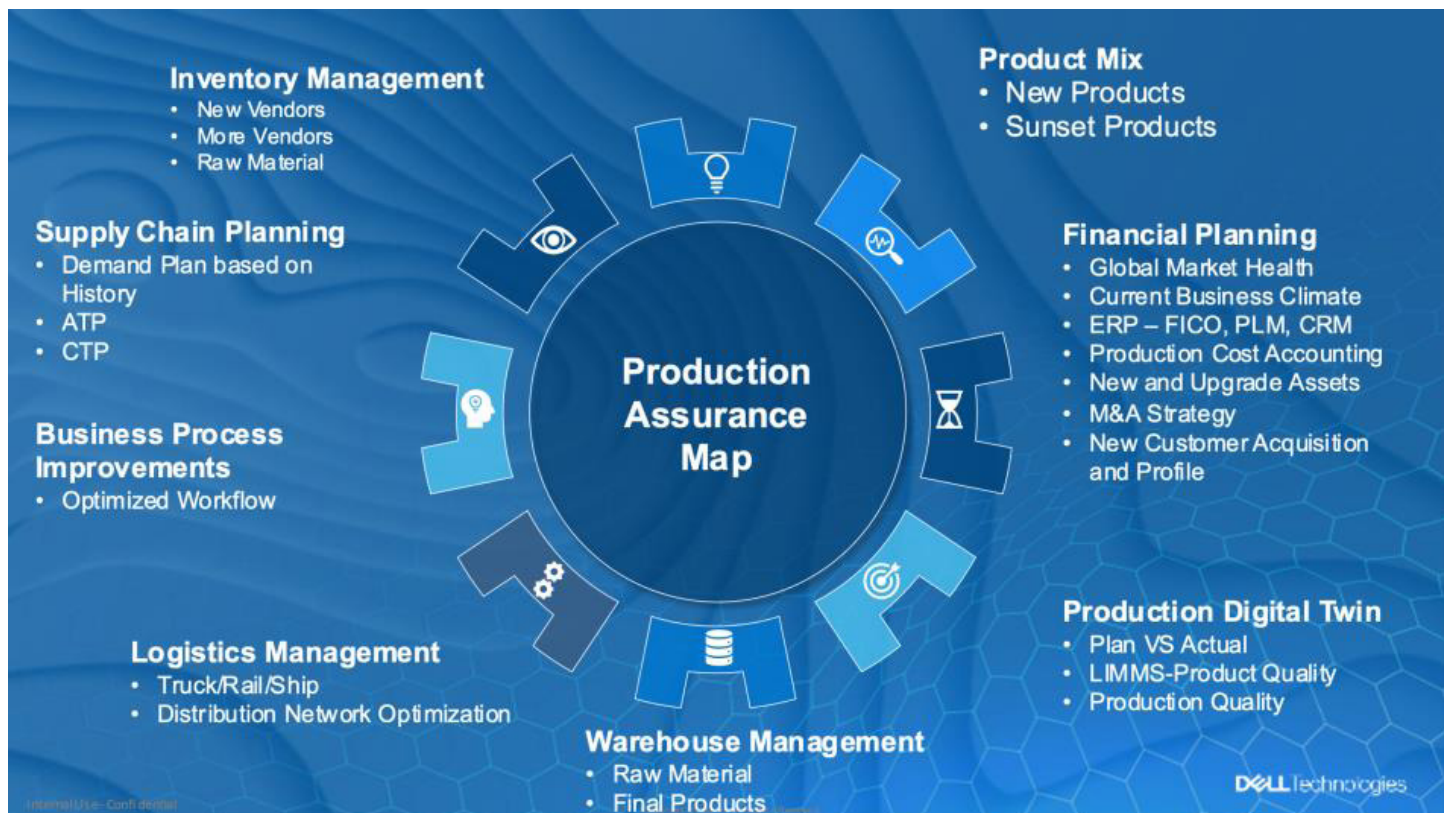 Inventory Management
• New Vendors
• More Vendors
• Raw Material
Product Mix
• New Products
• Sunset Products
Supply Chain Planning
• Demand Plan based on
History
• ATP
• CTP
Financial Planning
• Global Market Health
• Current Business Climate
• ERP – FICO, PLM, CRM
• Production Cost Accounting
• New and Upgrade Assets
• M&A Strategy
• New Customer Acquisition
and Profile
Production
Assurance
Map
Business Process
Improvements
• Optimized Workflow
Production Digital Twin
• Plan VS Actual
• LIMMS-Product Quality
• Production Quality
Logistics Management
• Truck/Rail/Ship
• Distribution Network Optimization
Warehouse Management
• Raw Material
• Final Products
DELL Technologies
Internal Use - Confidential